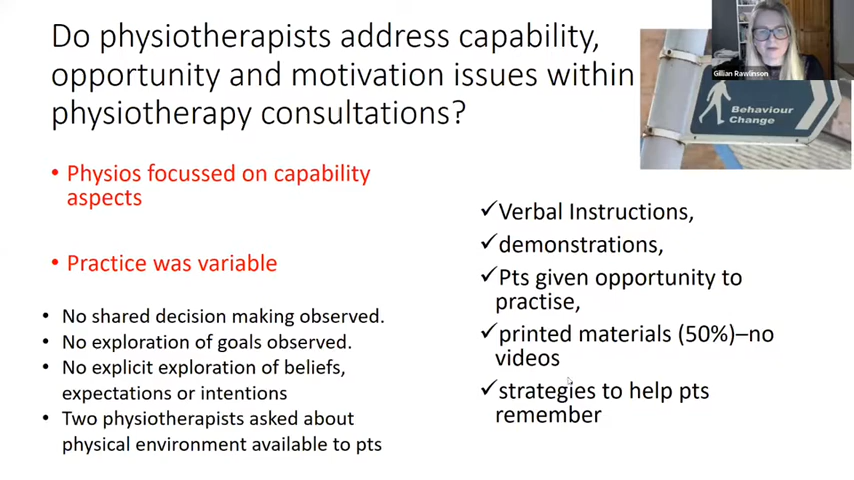 Do physiotherapists address capability,
opportunity and motivation issues within
physiotherapy consultations?
Gillian Rawlinson
Behaviour
Change
• Physios focussed on capability
aspects
• Practice was variable
• No shared decision making observed.
• No exploration of goals observed.
• No explicit exploration of beliefs,
expectations or intentions
• Two physiotherapists asked about
physical environment available to pts
✓Verbal Instructions,
✓demonstrations,
✓Pts given opportunity to
practise,
✓printed materials (50%)–no
videos
✓strategies to help pts
remember